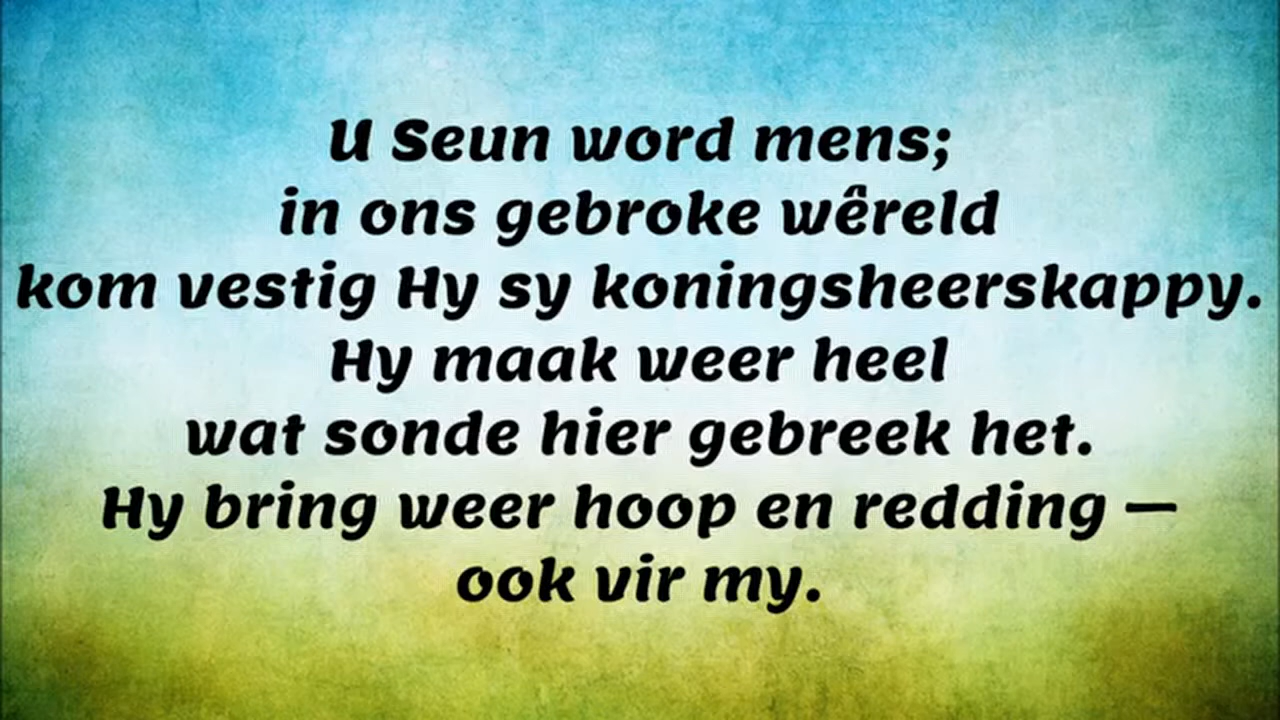 U Seun word mens;
in ons gebroke wêreld
kom vestig Hy sy koningsheerskappy.
Hy maak weer heel
wat sonde hier gebreek het.
Hy bring weer hoop en redding —
ook vir my.